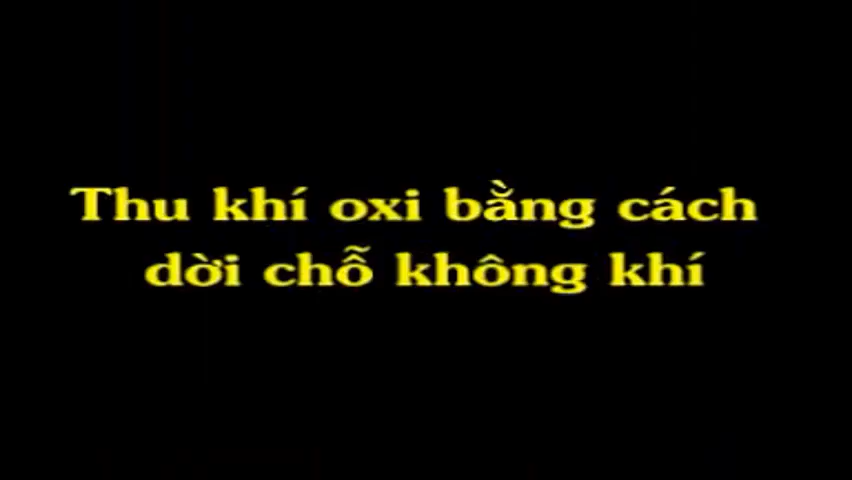 Thu khí oxi bằng cách
dời chỗ không khí